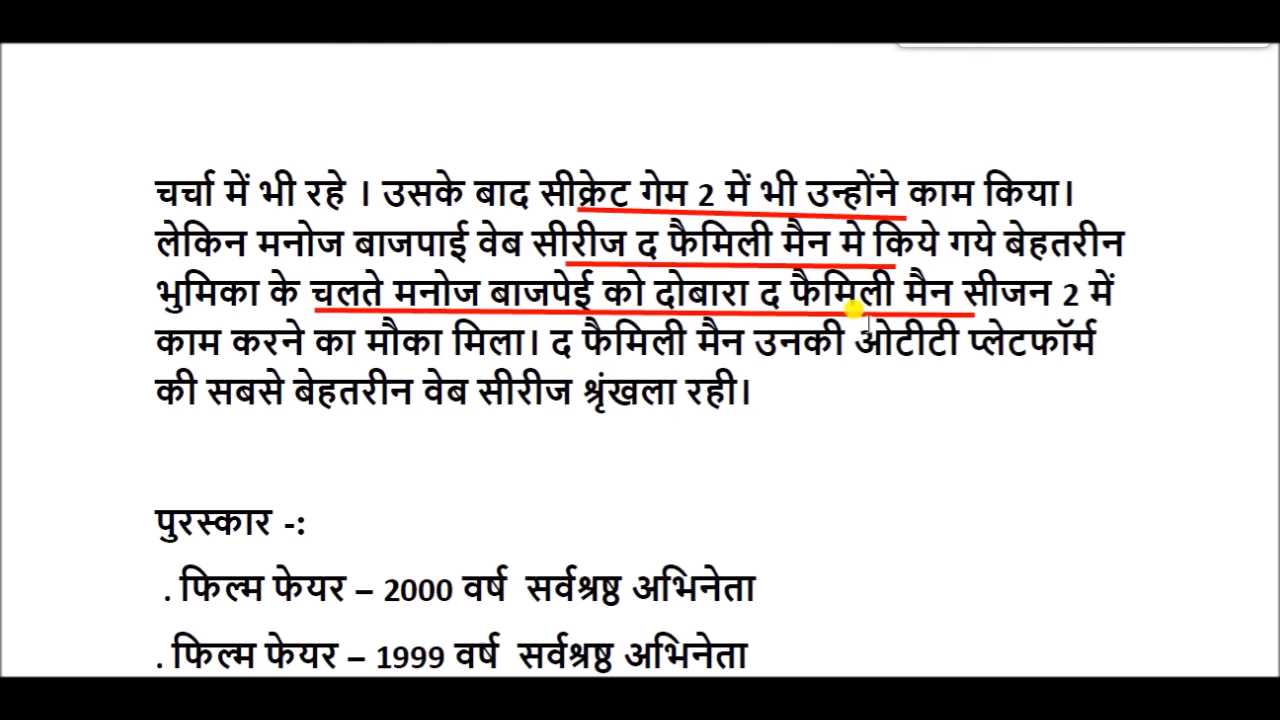 चर्चा में भी रहे । उसके बाद सीक्रेट गेम 2 में भी उन्होंने काम किया।
लेकिन मनोज बाजपाई वेब सीरीज द फैमिली मैन मे किये गये बेहतरीन
भुमिका के चलते मनोज बाजपेई को दोबारा द फैमिली मैन सीजन 2 में
काम करने का मौका मिला। द फैमिली मैन उनकी ओटीटी प्लेटफॉर्म
की सबसे बेहतरीन वेब सीरीज श्रृंखला रही।
पुरस्कार -:
. फिल्म फेयर – 2000 वर्ष सर्वश्रष्ठ अभिनेता
. फिल्म फेयर – 1999 वर्ष सर्वश्रष्ठ अभिनेता